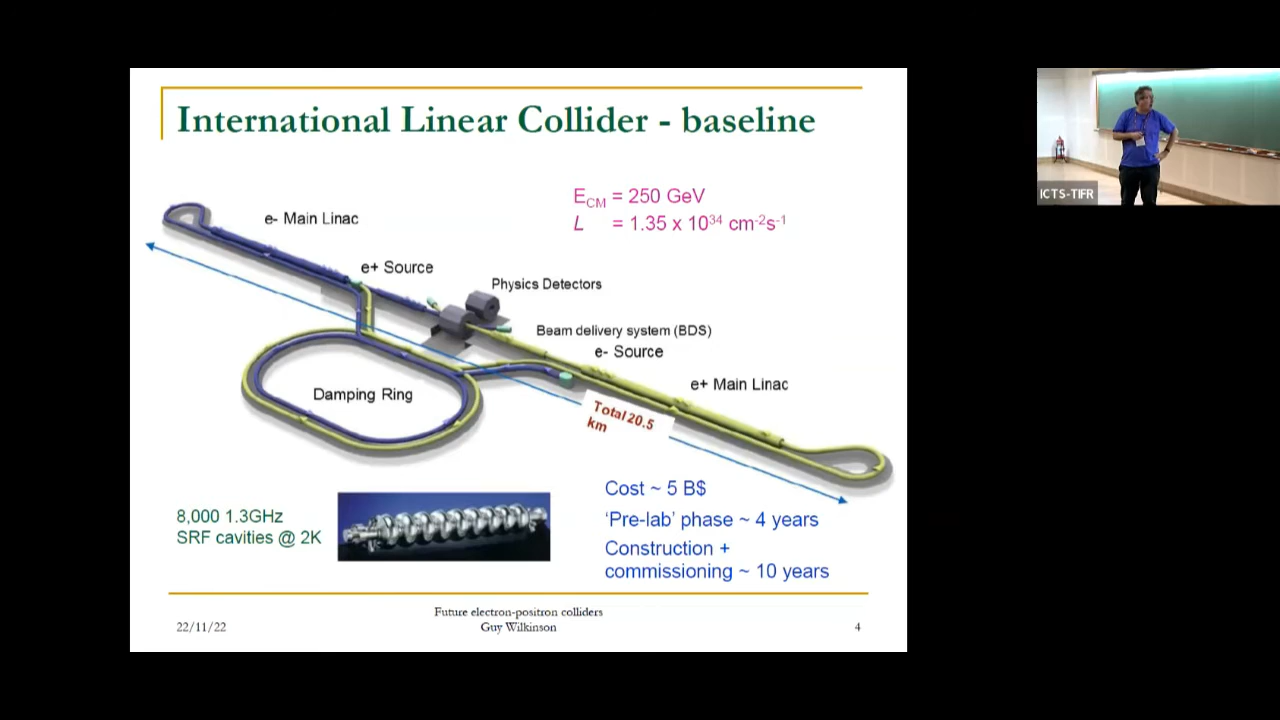 International Linear Collider - baseline
E_CM = 250 GeV
L = 1.35 x 10³⁴ cm⁻²s⁻¹
e- Main Linac
e+ Source
Physics Detectors
Beam delivery system (BDS)
e- Source
e+ Main Linac
Damping Ring
Total 20.5
km
8,000 1.3GHz
SRF cavities @ 2K
Cost ~ 5 B$
‘Pre-lab’ phase ~ 4 years
Construction +
commissioning ~ 10 years
22/11/22
Future electron-positron colliders
Guy Wilkinson
4
ICTS-TIFR